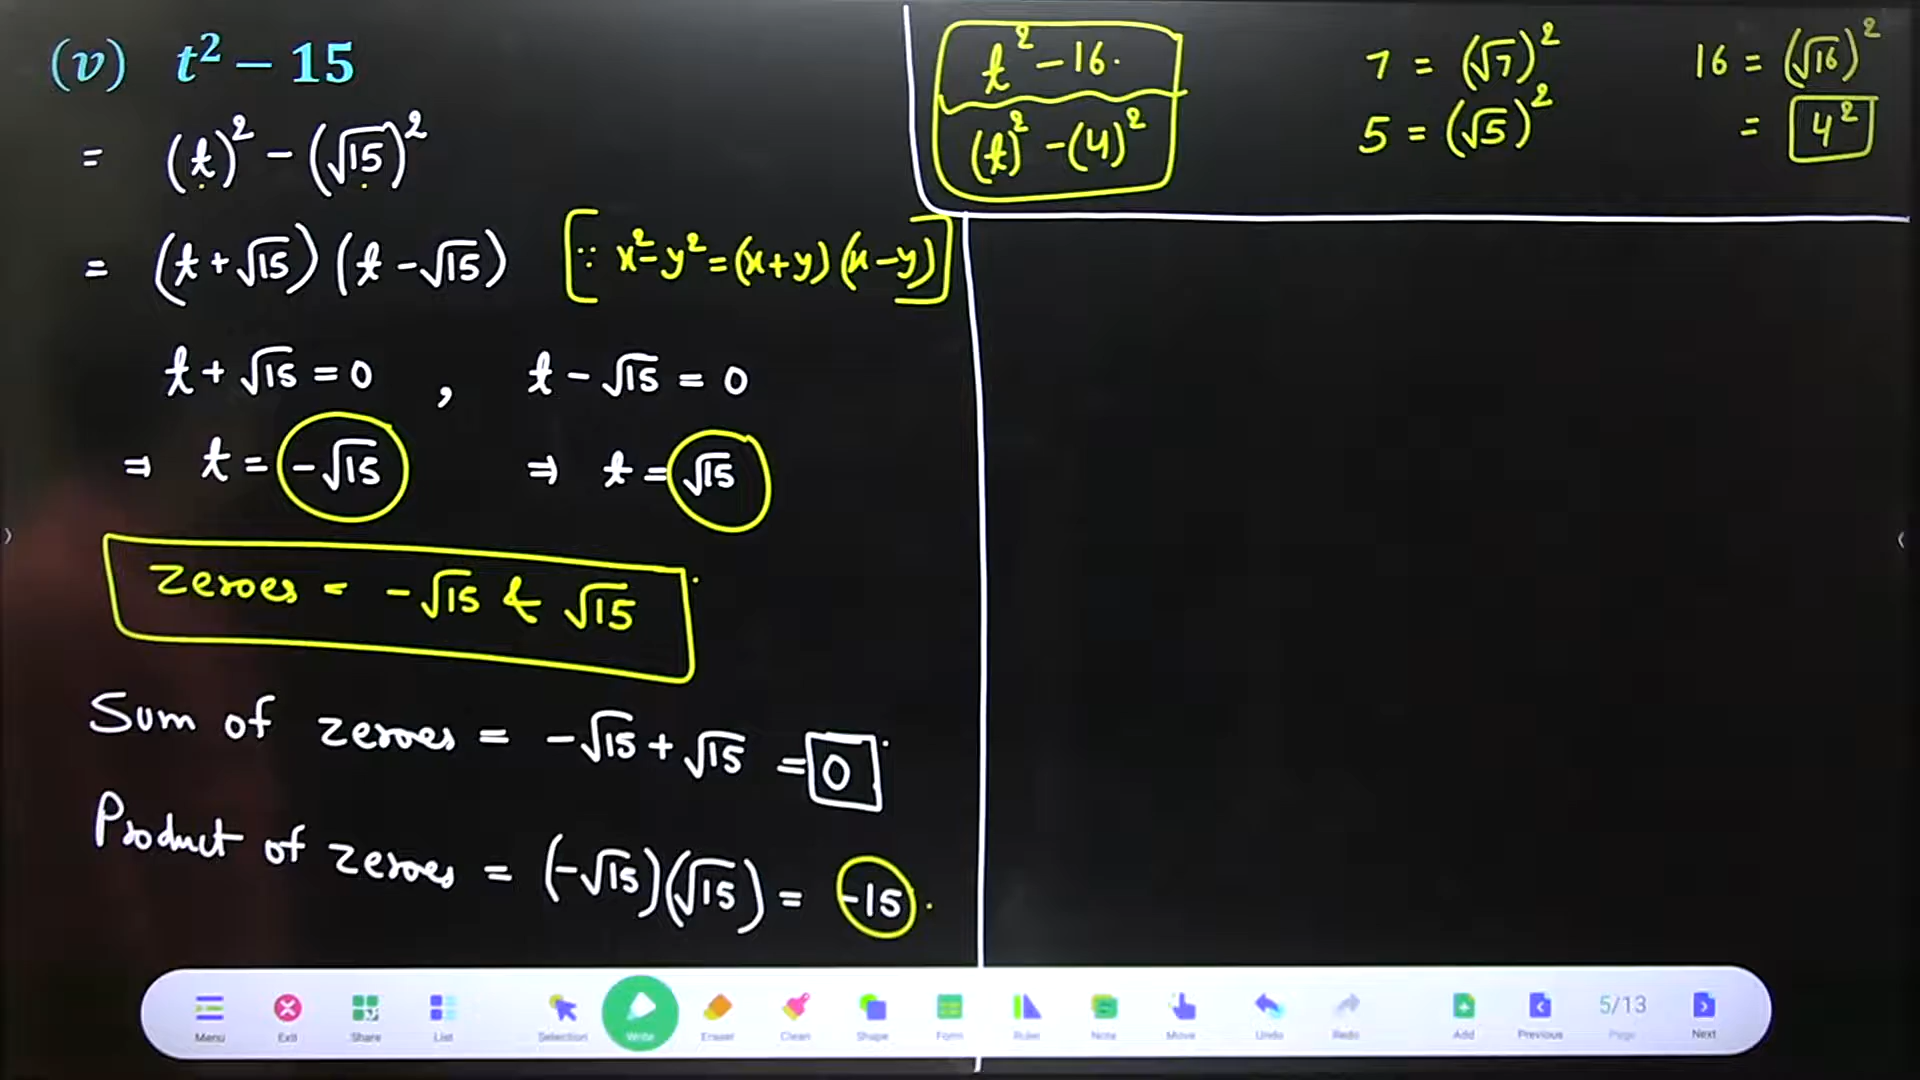 (v) t² − 15
= (t)² − (√15)²
= (t + √15) (t − √15) [∵ x² − y² = (x+y) (x−y)]
t + √15 = 0 , t − √15 = 0
⇒ t = −√15 ⇒ t = √15
Zeroes = −√15 & √15
Sum of zeroes = −√15 + √15 = 0
Product of zeroes = (−√15)(√15) = −15.
t² − 16.
(t)² − (4)²
7 = (√7)²
5 = (√5)²
16 = (√16)²
= 4²
Menu Exit Share List Selection Write Eraser Clean Shape Form Ruler Note Move Undo Redo Add Previous 5/13 Page Next